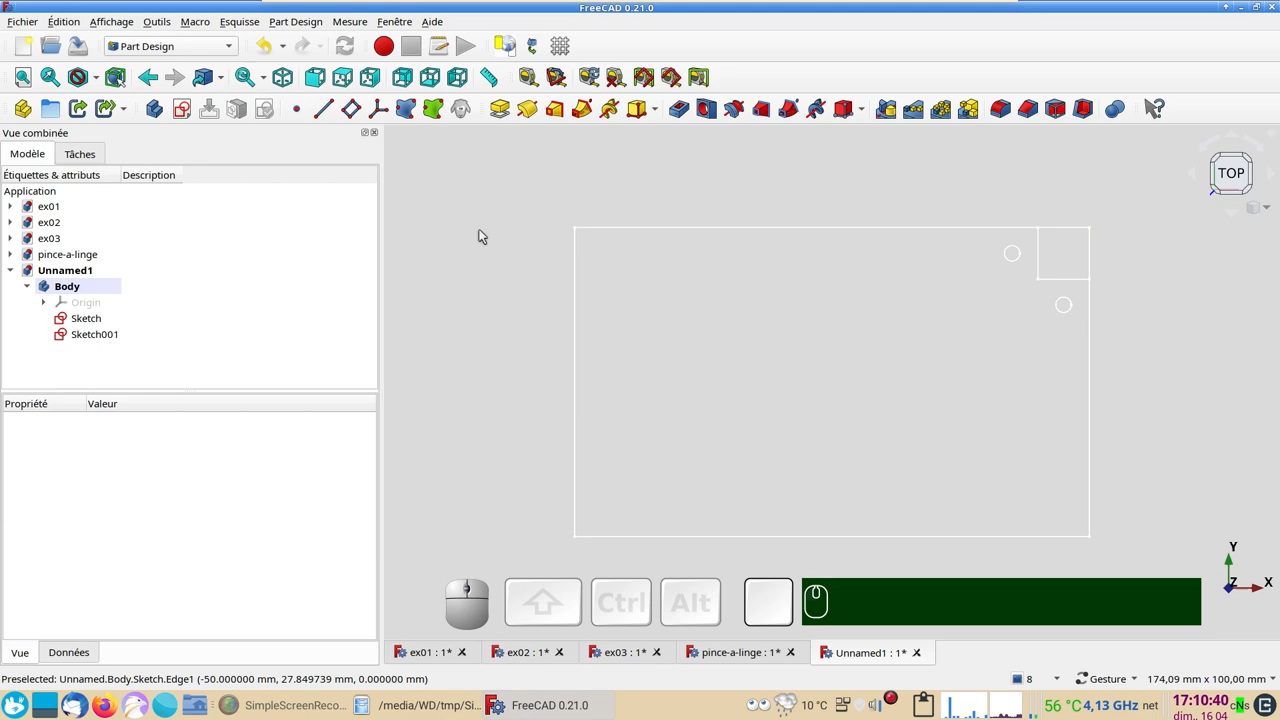 FreeCAD 0.21.0
Fichier Édition Affichage Outils Macro Esquisse Part Design Mesure Fenêtre Aide
Part Design
Vue combinée
Modèle Tâches
Étiquettes & attributs Description
Application
ex01
ex02
ex03
pince-a-linge
Unnamed1
Body
Origin
Sketch
Sketch001
TOP
Propriété Valeur
Y
Z X
Ctrl Alt
Vue Données
ex01 : 1* ex02 : 1* ex03 : 1* pince-a-linge : 1* Unnamed1 : 1*
Preselected: Unnamed.Body.Sketch.Edge1 (-50.000000 mm, 27.849739 mm, 0.000000 mm) 8 Gesture 174,09 mm x 100,00 mm
SimpleScreenReco... /media/WD/tmp/Si... FreeCAD 0.21.0 10 °C 56 °C 4,13 GHz net 17:10:40 cNs
dim., 16.04